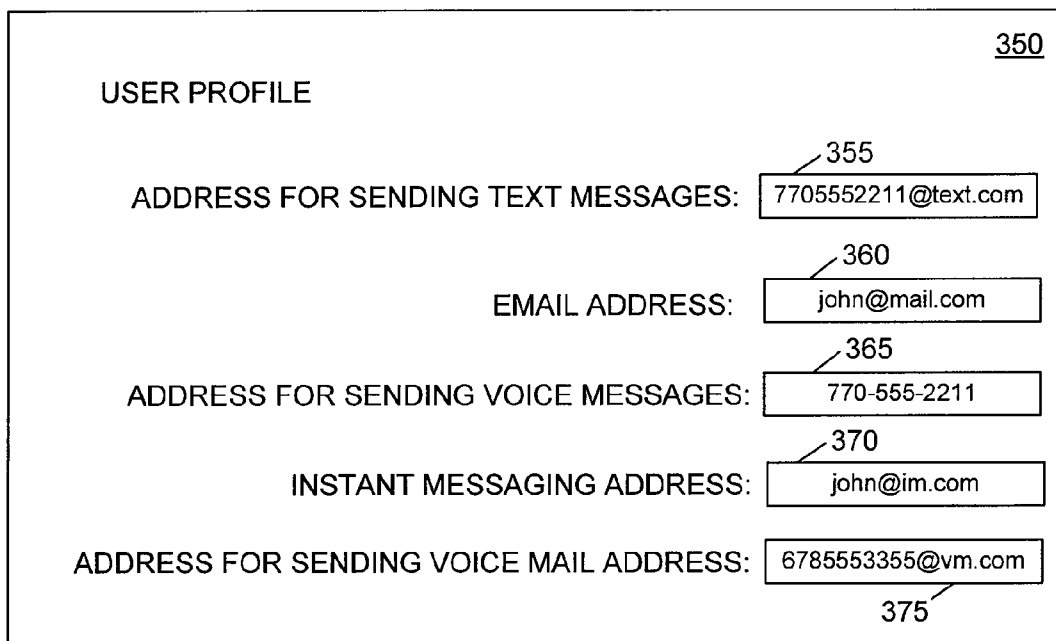 350
USER PROFILE
355
ADDRESS FOR SENDING TEXT MESSAGES: 7705552211@text.com
360
EMAIL ADDRESS: john@mail.com
365
ADDRESS FOR SENDING VOICE MESSAGES: 770-555-2211
370
INSTANT MESSAGING ADDRESS: john@im.com
ADDRESS FOR SENDING VOICE MAIL ADDRESS: 6785553355@vm.com
375